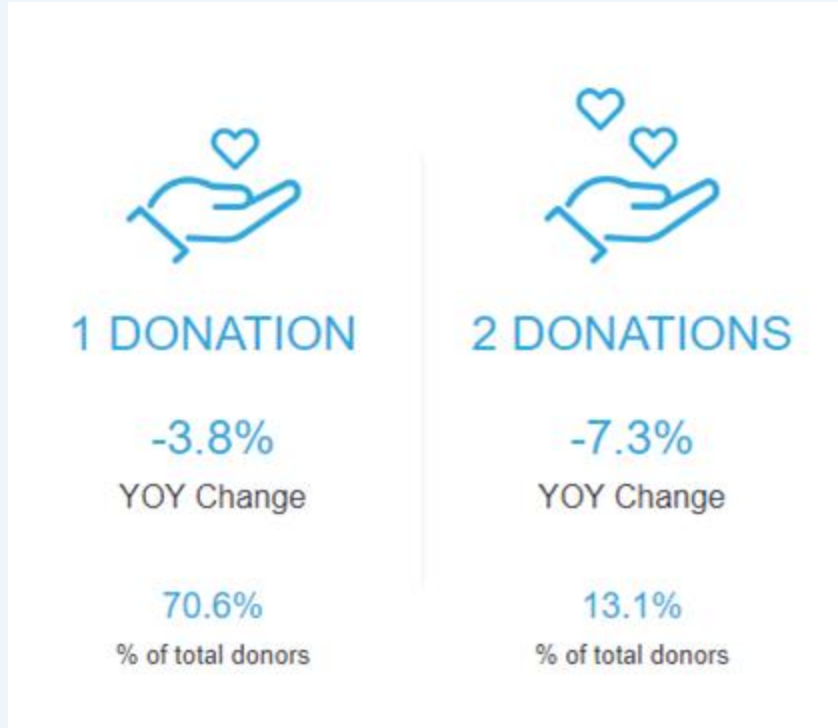 1 DONATION
-3.8%
YOY Change
70.6%
% of total donors
2 DONATIONS
-7.3%
YOY Change
13.1%
% of total donors